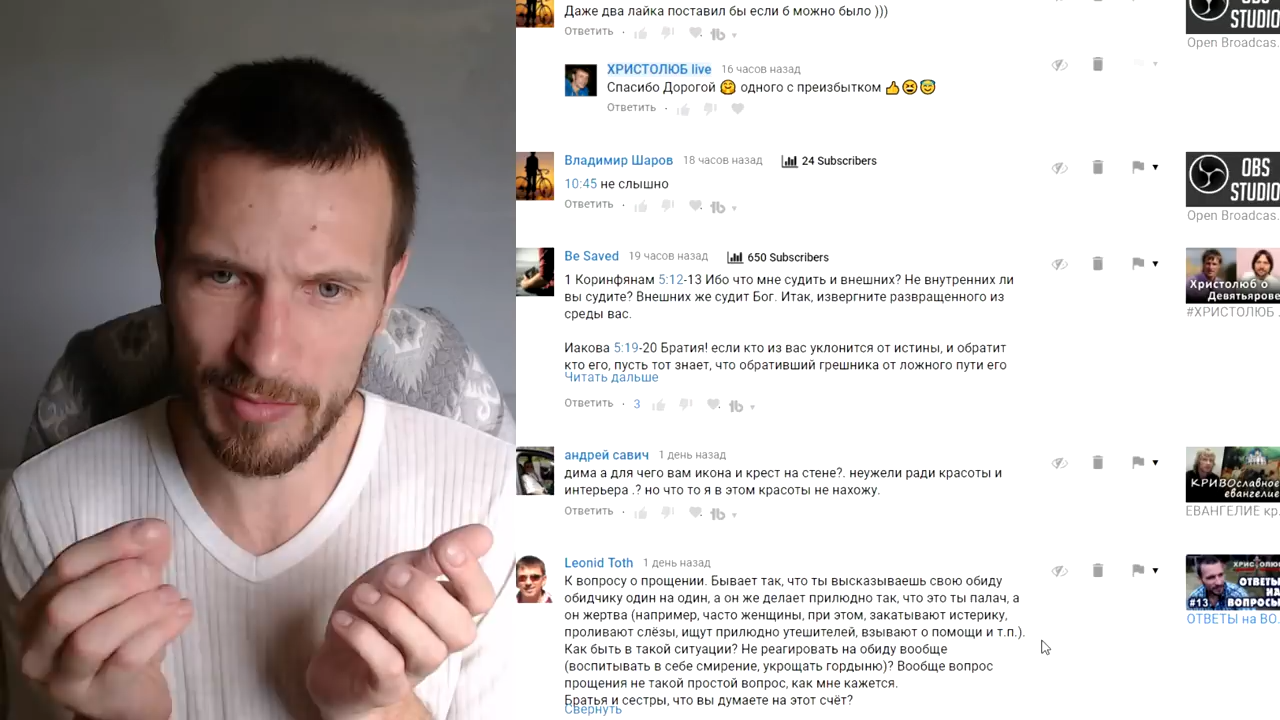 Даже два лайка поставил бы если б можно было )))
Ответить
ХРИСТОЛЮБ live 16 часов назад
Спасибо Дорогой 🤗 одного с преизбытком 👍😆😇
Ответить
Владимир Шаров 18 часов назад 24 Subscribers
10:45 не слышно
Ответить
Be Saved 19 часов назад 650 Subscribers
1 Коринфянам 5:12-13 Ибо что мне судить и внешних? Не внутренних ли
вы судите? Внешних же судит Бог. Итак, извергните развращенного из
среды вас.
Иакова 5:19-20 Братия! если кто из вас уклонится от истины, и обратит
кто его, пусть тот знает, что обративший грешника от ложного пути его
Читать дальше
Ответить · 3
андрей савич 1 день назад
дима а для чего вам икона и крест на стене?. неужели ради красоты и
интерьера .? но что то я в этом красоты не нахожу.
Ответить
Leonid Toth 1 день назад
К вопросу о прощении. Бывает так, что ты высказываешь свою обиду
обидчику один на один, а он же делает прилюдно так, что это ты палач, а
он жертва (например, часто женщины, при этом, закатывают истерику,
проливают слёзы, ищут прилюдно утешителей, взывают о помощи и т.п.).
Как быть в такой ситуации? Не реагировать на обиду вообще
(воспитывать в себе смирение, укрощать гордыню)? Вообще вопрос
прощения не такой простой вопрос, как мне кажется.
Братья и сестры, что вы думаете на этот счёт?
Свернуть
STUDIO
Open Broadcas.
OBS
STUDIO
Open Broadcas.
Христолюб о
Девятьярове
#ХРИСТОЛЮБ
КРИВОславное
евангелие
ЕВАНГЕЛИЕ кр.
ХРИСТОЛЮБ
ОТВЕТЫ
НА
#13 ВОПРОСЫ
ОТВЕТЫ на ВО.